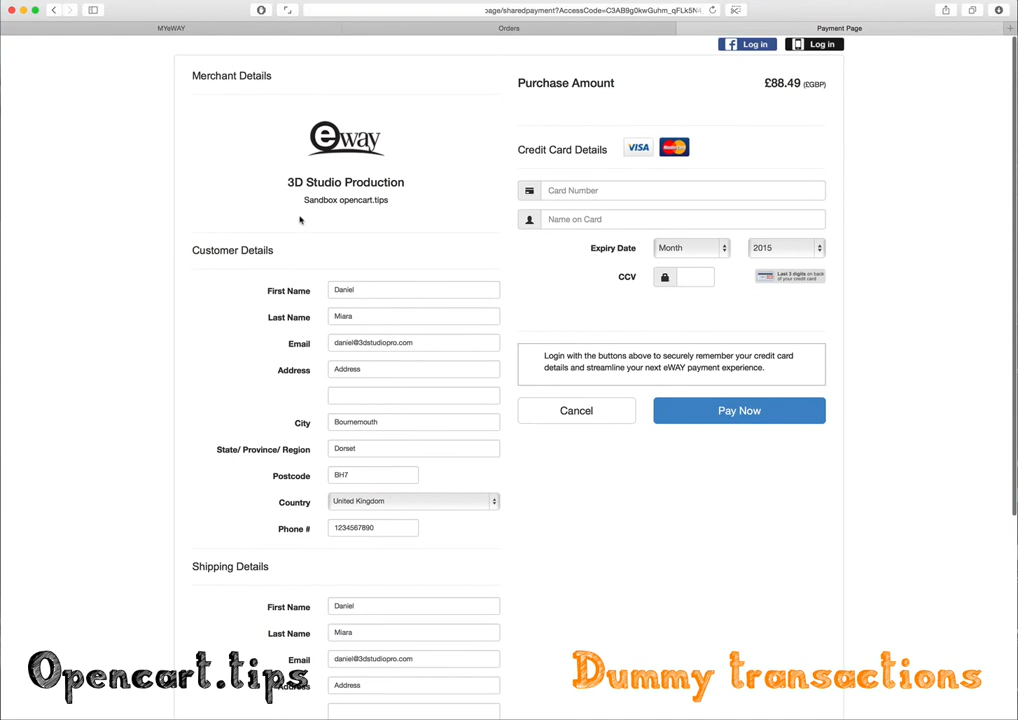 page/sharedpayment?AccessCode=C3AB9g0kwGuhm_qFLk5N4
MYeWAY
Orders
Payment Page
Log in
Log in
Merchant Details
eway
3D Studio Production
Sandbox opencart.tips
Customer Details
First Name Daniel
Last Name Miara
Email daniel@3dstudiopro.com
Address Address
City Bournemouth
State/ Province/ Region Dorset
Postcode BH7
Country United Kingdom
Phone # 1234567890
Shipping Details
First Name Daniel
Last Name Miara
Email daniel@3dstudiopro.com
Address Address
Purchase Amount £88.49 (£GBP)
Credit Card Details VISA MasterCard
Card Number
Name on Card
Expiry Date Month 2015
CCV Last 3 digits on back
of your credit card
Login with the buttons above to securely remember your credit card
details and streamline your next eWAY payment experience.
Cancel Pay Now
Opencart.tips
Dummy transactions